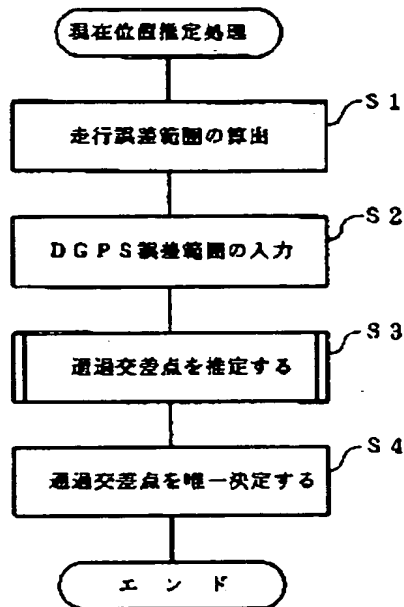 現在位置推定処理
S1
走行誤差範囲の算出
S2
DGPS誤差範囲の入力
S3
通過交差点を推定する
S4
通過交差点を唯一決定する
エンド